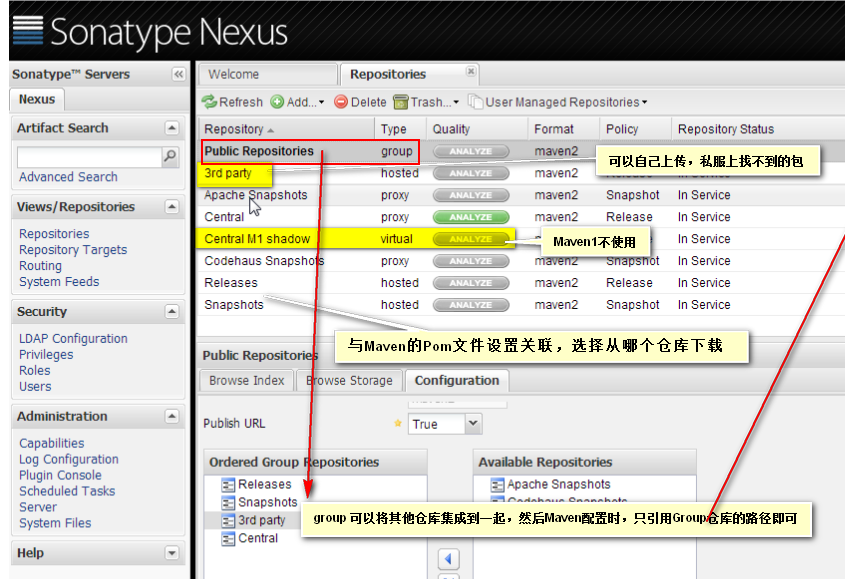 Sonatype Nexus
Sonatype™ Servers
Nexus
Artifact Search
Advanced Search
Views/Repositories
Repositories
Repository Targets
Routing
System Feeds
Security
LDAP Configuration
Privileges
Roles
Users
Administration
Capabilities
Log Configuration
Plugin Console
Scheduled Tasks
Server
System Files
Help
Welcome Repositories
Refresh Add... Delete Trash... User Managed Repositories
Repository Type Quality Format Policy Repository Status
Public Repositories group ANALYZE maven2
3rd party hosted ANALYZE maven2
可以自己上传，私服上找不到的包
Apache Snapshots proxy ANALYZE maven2 Snapshot In Service
Central proxy ANALYZE maven2 Release In Service
Central M1 shadow virtual ANALYZE In Service
Maven1不使用
Codehaus Snapshots proxy ANALYZE maven2 Snapshot In Service
Releases hosted ANALYZE maven2 Release In Service
Snapshots hosted ANALYZE maven2 Snapshot In Service
与Maven的Pom文件设置关联，选择从哪个仓库下载
Public Repositories
Browse Index Browse Storage Configuration
Publish URL True
Ordered Group Repositories
Releases
Snapshots
3rd party
Central
Available Repositories
Apache Snapshots
Codehaus Snapshots
group 可以将其他仓库集成到一起，然后Maven配置时，只引用Group仓库的路径即可